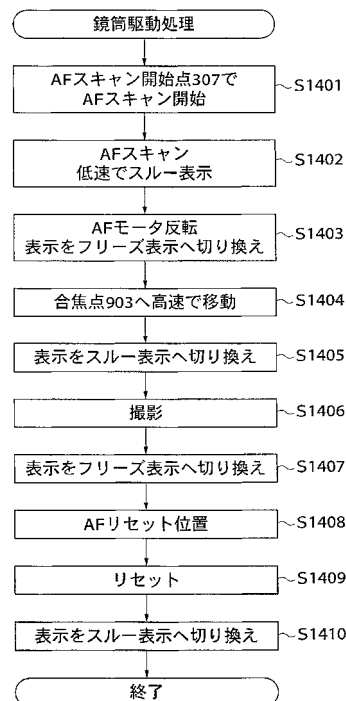 鏡筒駆動処理
AFスキャン開始点307で
AFスキャン開始
S1401
AFスキャン
低速でスルー表示
S1402
AFモータ反転
表示をフリーズ表示へ切り換え
S1403
合焦点903へ高速で移動
S1404
表示をスルー表示へ切り換え
S1405
撮影
S1406
表示をフリーズ表示へ切り換え
S1407
AFリセット位置
S1408
リセット
S1409
表示をスルー表示へ切り換え
S1410
終了